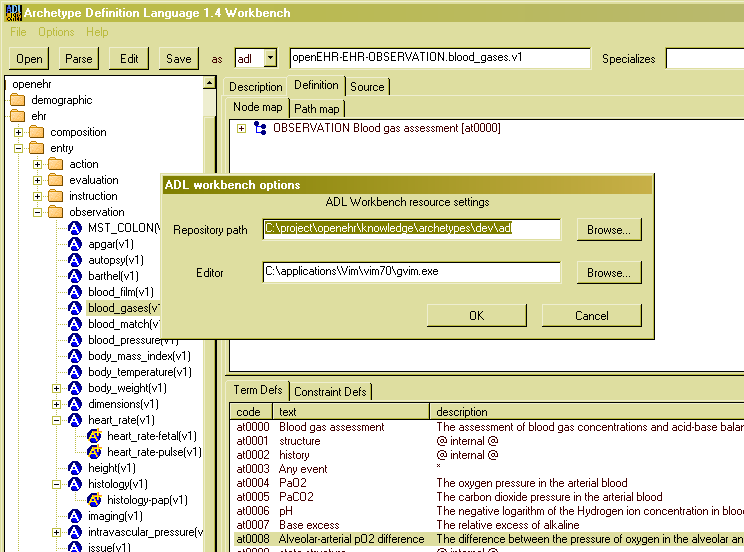 Archetype Definition Language 1.4 Workbench
File Options Help
Open Parse Edit Save as adl openEHR-EHR-OBSERVATION.blood_gases.v1 Specializes
openehr
demographic
ehr
composition
entry
action
evaluation
instruction
observation
MST_COLON(
apgar(v1)
autopsy(v1)
barthel(v1)
blood_film(v1)
blood_gases(v1
blood_match(v1
blood_pressure(v1)
body_mass_index(v1)
body_temperature(v1)
body_weight(v1)
dimensions(v1)
heart_rate(v1)
heart_rate-fetal(v1)
heart_rate-pulse(v1)
height(v1)
histology(v1)
histology-pap(v1)
imaging(v1)
intravascular_pressure(v
issue(v1)
Description Definition Source
Node map Path map
OBSERVATION Blood gas assessment [at0000]
ADL workbench options
ADL Workbench resource settings
Repository path C:\project\openehr\knowledge\archetypes\dev\adl Browse...
Editor C:\applications\Vim\vim70\gvim.exe Browse...
OK Cancel
Term Defs Constraint Defs
code text description
at0000 Blood gas assessment The assessment of blood gas concentrations and acid-base balan
at0001 structure @ internal @
at0002 history @ internal @
at0003 Any event *
at0004 PaO2 The oxygen pressure in the arterial blood
at0005 PaCO2 The carbon dioxide pressure in the arterial blood
at0006 pH The negative logarithm of the Hydrogen ion concentration in blood
at0007 Base excess The relative excess of alkaline
at0008 Alveolar-arterial pO2 difference The difference between the pressure of oxygen in the alveolar an